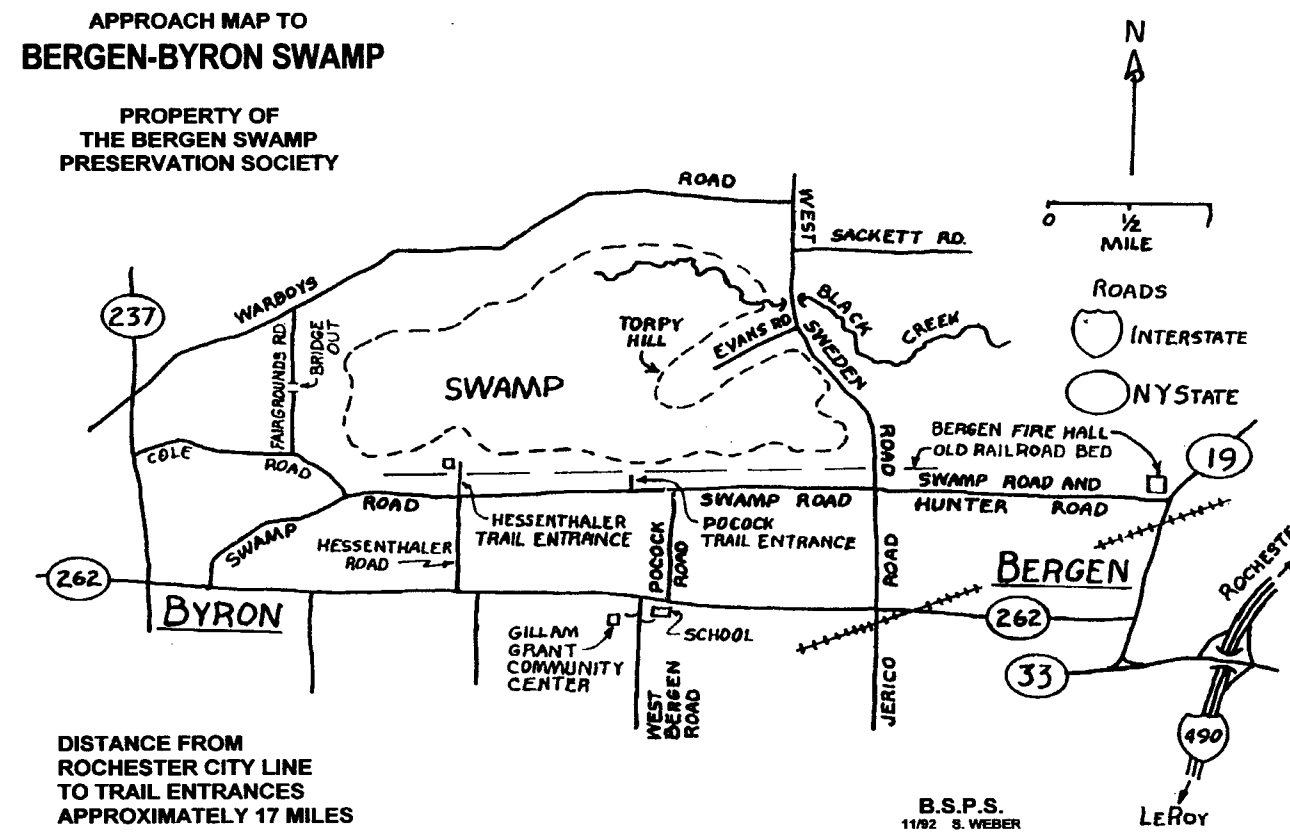 APPROACH MAP TO
BERGEN-BYRON SWAMP
PROPERTY OF
THE BERGEN SWAMP
PRESERVATION SOCIETY
N
0
1/2
MILE
ROADS
INTERSTATE
NY STATE
ROAD
WEST
SACKETT RD.
WARBOYS
237
FAIRGROUNDS RD
BRIDGE
OUT
TORPY
HILL
EVANS RD
BLACK
CREEK
SWEDEN
SWAMP
COLE
ROAD
ROAD
BERGEN FIRE HALL
OLD RAILROAD BED
19
ROAD
SWAMP ROAD
SWAMP ROAD AND
HUNTER ROAD
SWAMP
HESSENTHALER
TRAIL ENTRANCE
POCOCK
TRAIL ENTRANCE
HESSENTHALER
ROAD
POCOCK
ROAD
ROAD
BERGEN
ROCHESTER
262
BYRON
262
GILLAM
GRANT
COMMUNITY
CENTER
SCHOOL
33
WEST
BERGEN
ROAD
JERICO
490
LEROY
DISTANCE FROM
ROCHESTER CITY LINE
TO TRAIL ENTRANCES
APPROXIMATELY 17 MILES
B.S.P.S.
11/92 S. WEBER